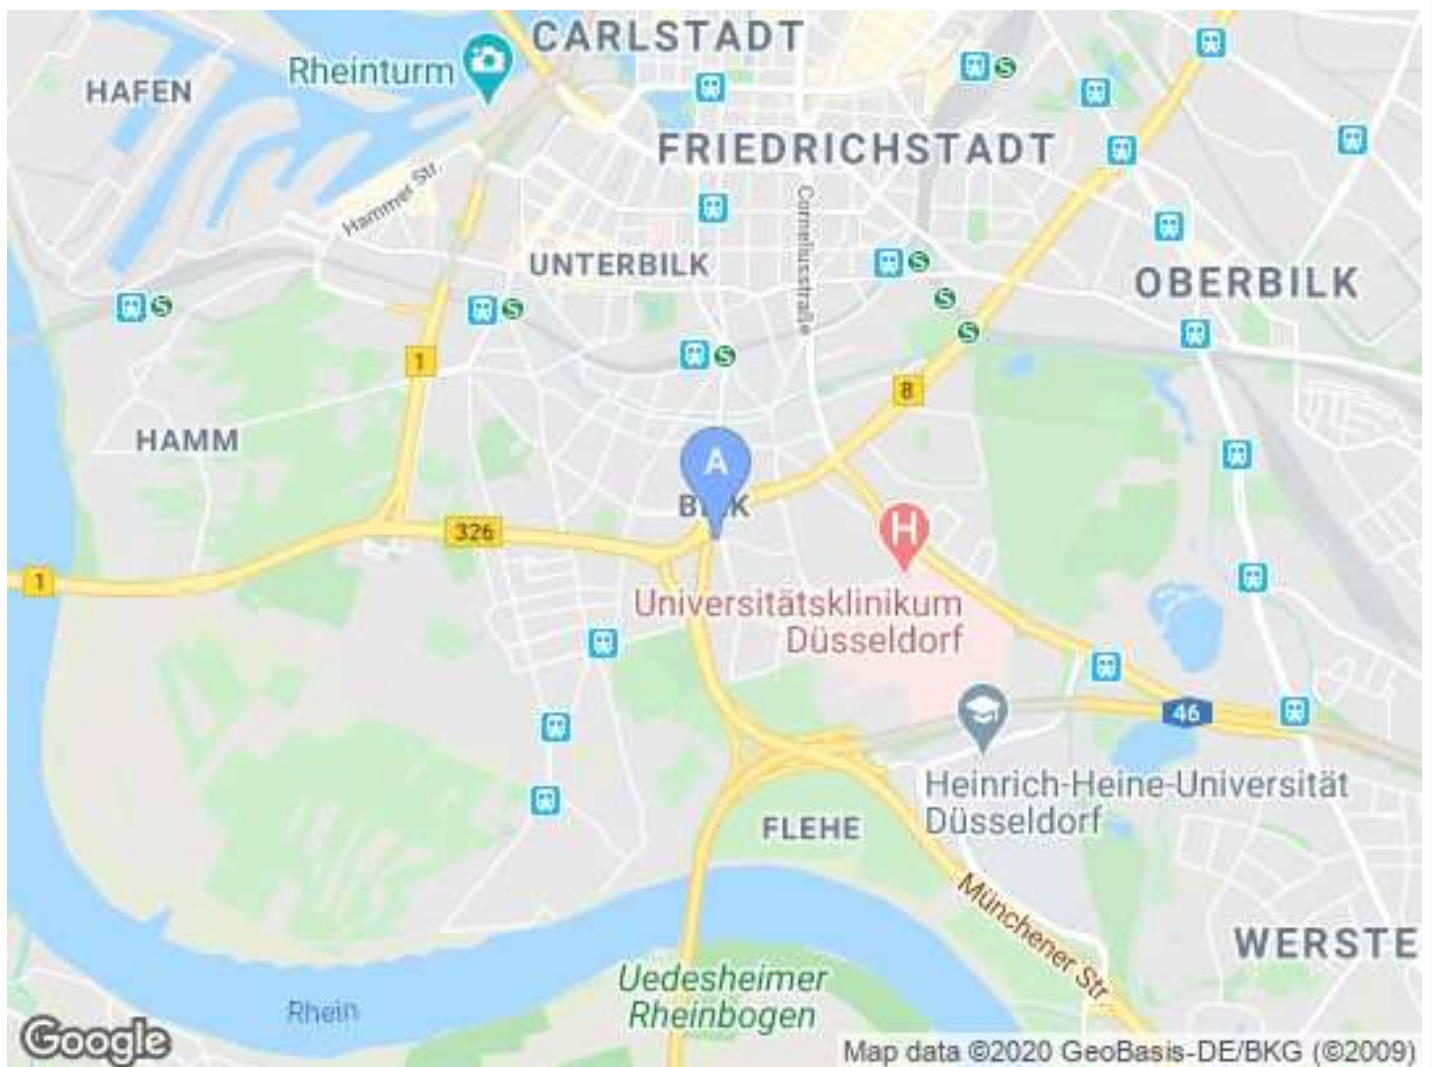 CARLSTADT
Rheinturm
HAFEN
S
FRIEDRICHSTADT
Hammer Str.
Corneliusstraße
UNTERBILK
S
OBERBILK
S
S
S
S
S
1
8
HAMM
A
326
H
1
Universitätsklinikum
Düsseldorf
46
Heinrich-Heine-Universität
Düsseldorf
FLEHE
Münchener Str.
WERSTE
Uedesheimer
Rheinbogen
Rhein
Google
Map data ©2020 GeoBasis-DE/BKG (©2009)